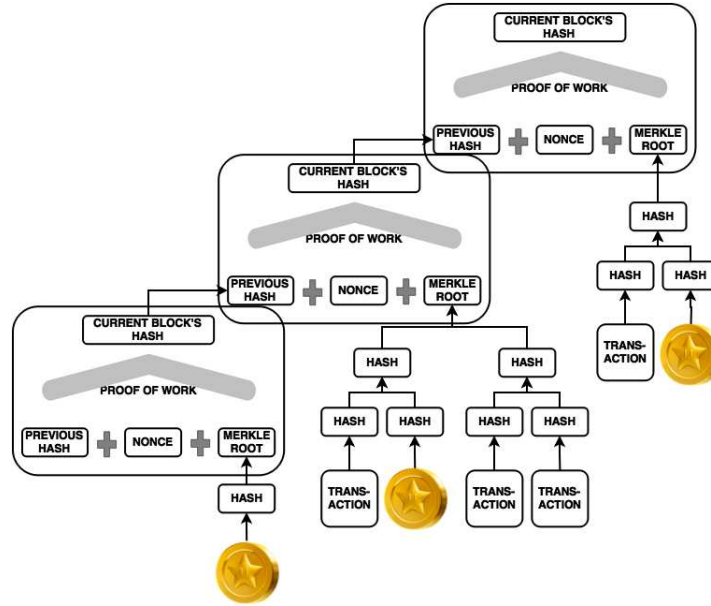 CURRENT BLOCK'S
HASH
PROOF OF WORK
PREVIOUS
HASH
NONCE
MERKLE
ROOT
HASH
HASH
HASH
TRANS-
ACTION
CURRENT BLOCK'S
HASH
PROOF OF WORK
PREVIOUS
HASH
NONCE
MERKLE
ROOT
HASH
HASH
HASH
HASH
HASH
HASH
TRANS-
ACTION
TRANS-
ACTION
TRANS-
ACTION
CURRENT BLOCK'S
HASH
PROOF OF WORK
PREVIOUS
HASH
NONCE
MERKLE
ROOT
HASH